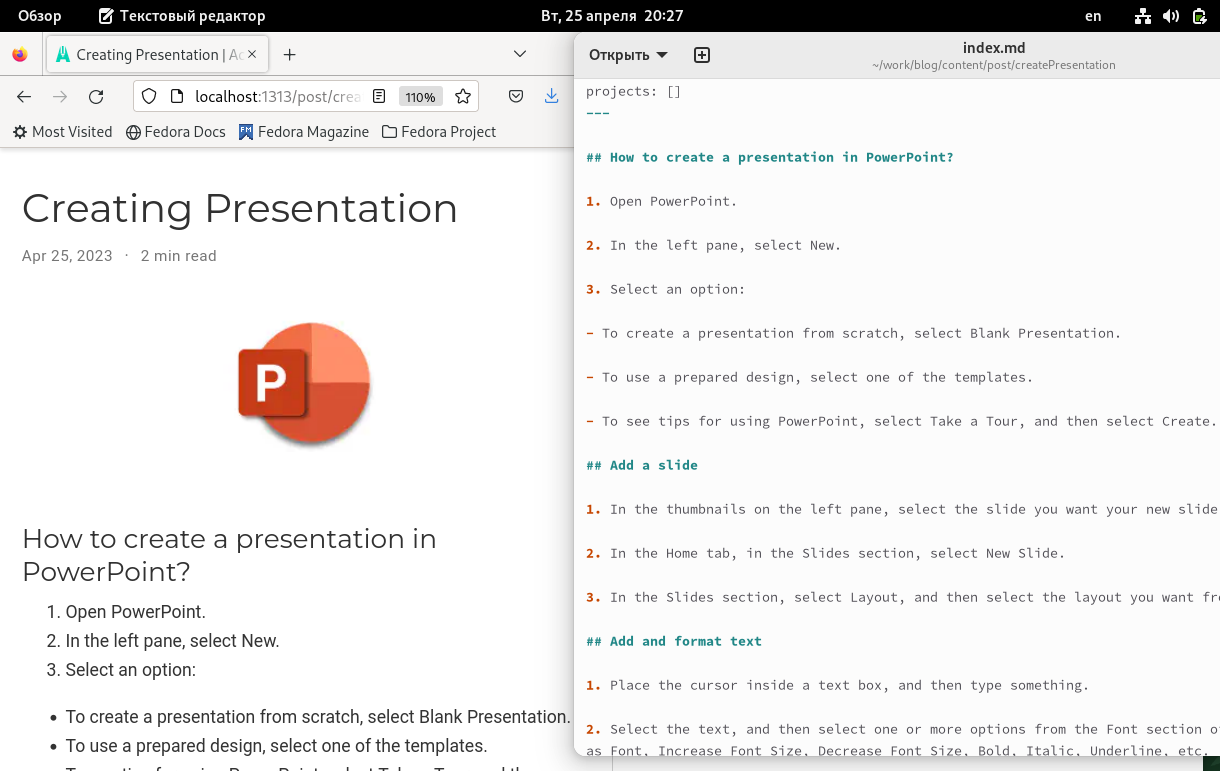 Обзор
Текстовый редактор
Вт, 25 апреля 20:27
en
Creating Presentation | Ac
localhost:1313/post/crea
110%
Most Visited
Fedora Docs
FM
Fedora Magazine
Fedora Project
Creating Presentation
Apr 25, 2023 · 2 min read
P
How to create a presentation in
PowerPoint?
1. Open PowerPoint.
2. In the left pane, select New.
3. Select an option:
• To create a presentation from scratch, select Blank Presentation.
• To use a prepared design, select one of the templates.
Открыть
index.md
~/work/blog/content/post/createPresentation
projects: []
---
## How to create a presentation in PowerPoint?
1. Open PowerPoint.
2. In the left pane, select New.
3. Select an option:
- To create a presentation from scratch, select Blank Presentation.
- To use a prepared design, select one of the templates.
- To see tips for using PowerPoint, select Take a Tour, and then select Create.
## Add a slide
1. In the thumbnails on the left pane, select the slide you want your new slide
2. In the Home tab, in the Slides section, select New Slide.
3. In the Slides section, select Layout, and then select the layout you want fro
## Add and format text
1. Place the cursor inside a text box, and then type something.
2. Select the text, and then select one or more options from the Font section of
as Font, Increase Font Size, Decrease Font Size, Bold, Italic, Underline, etc.